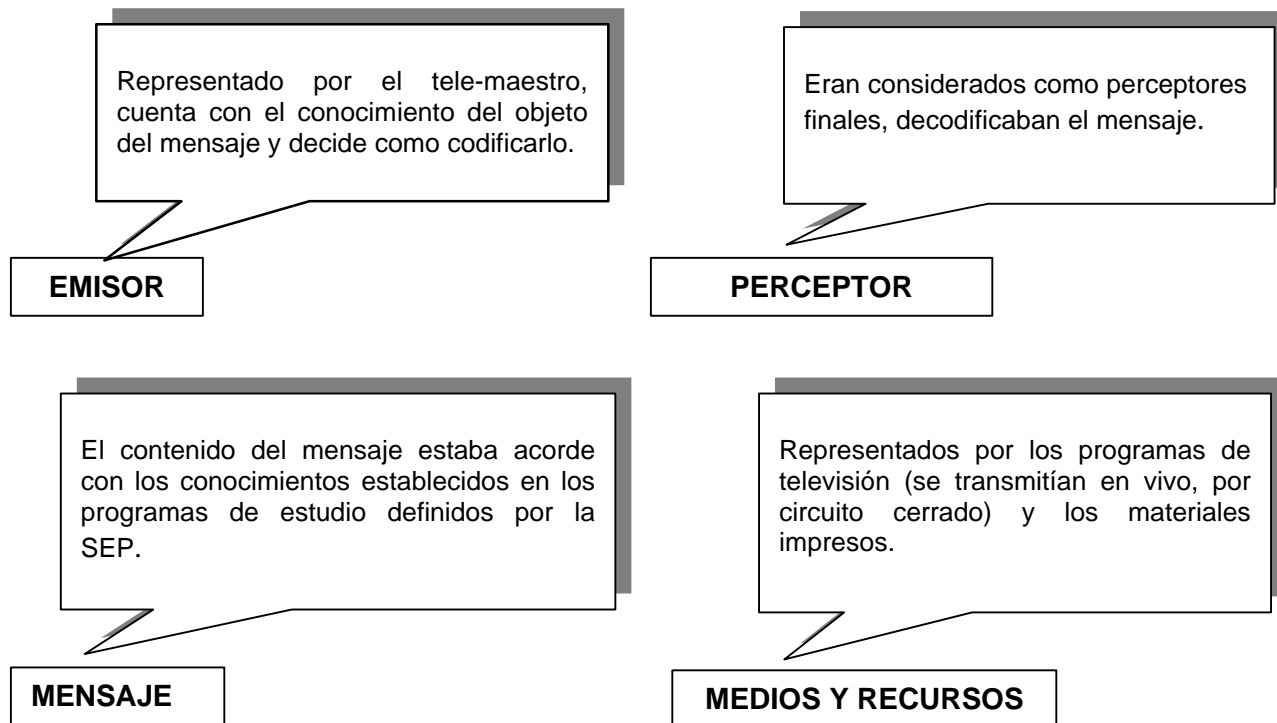 Representado por el tele-maestro,
cuenta con el conocimiento del objeto
del mensaje y decide como codificarlo.
EMISOR
Eran considerados como perceptores
finales, decodificaban el mensaje.
PERCEPTOR
El contenido del mensaje estaba acorde
con los conocimientos establecidos en los
programas de estudio definidos por la
SEP.
MENSAJE
Representados por los programas de
televisión (se transmitían en vivo, por
circuito cerrado) y los materiales
impresos.
MEDIOS Y RECURSOS